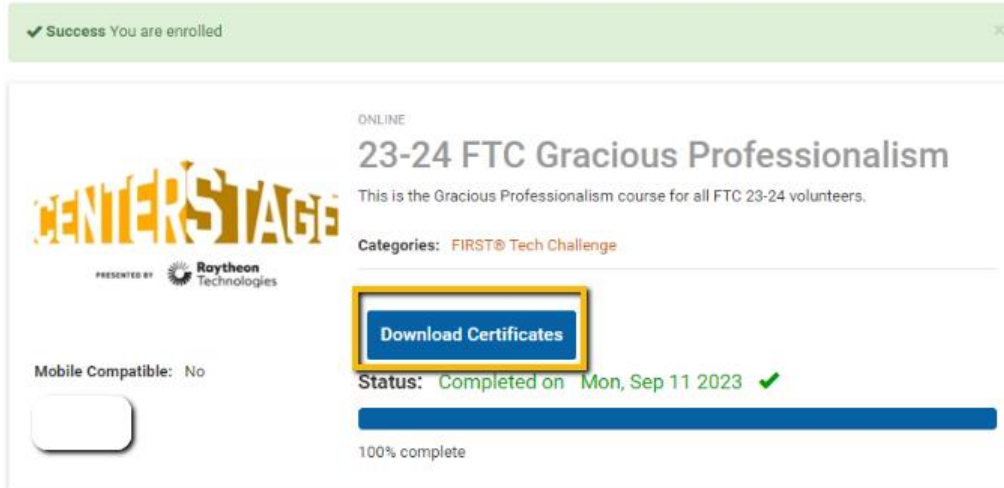 ✔ Success You are enrolled
×
ONLINE
23-24 FTC Gracious Professionalism
This is the Gracious Professionalism course for all FTC 23-24 volunteers.
CENTERSTAGE
PRESENTED BY Raytheon
Technologies
Categories: FIRST® Tech Challenge
Download Certificates
Mobile Compatible: No
Status: Completed on Mon, Sep 11 2023 ✔
100% complete